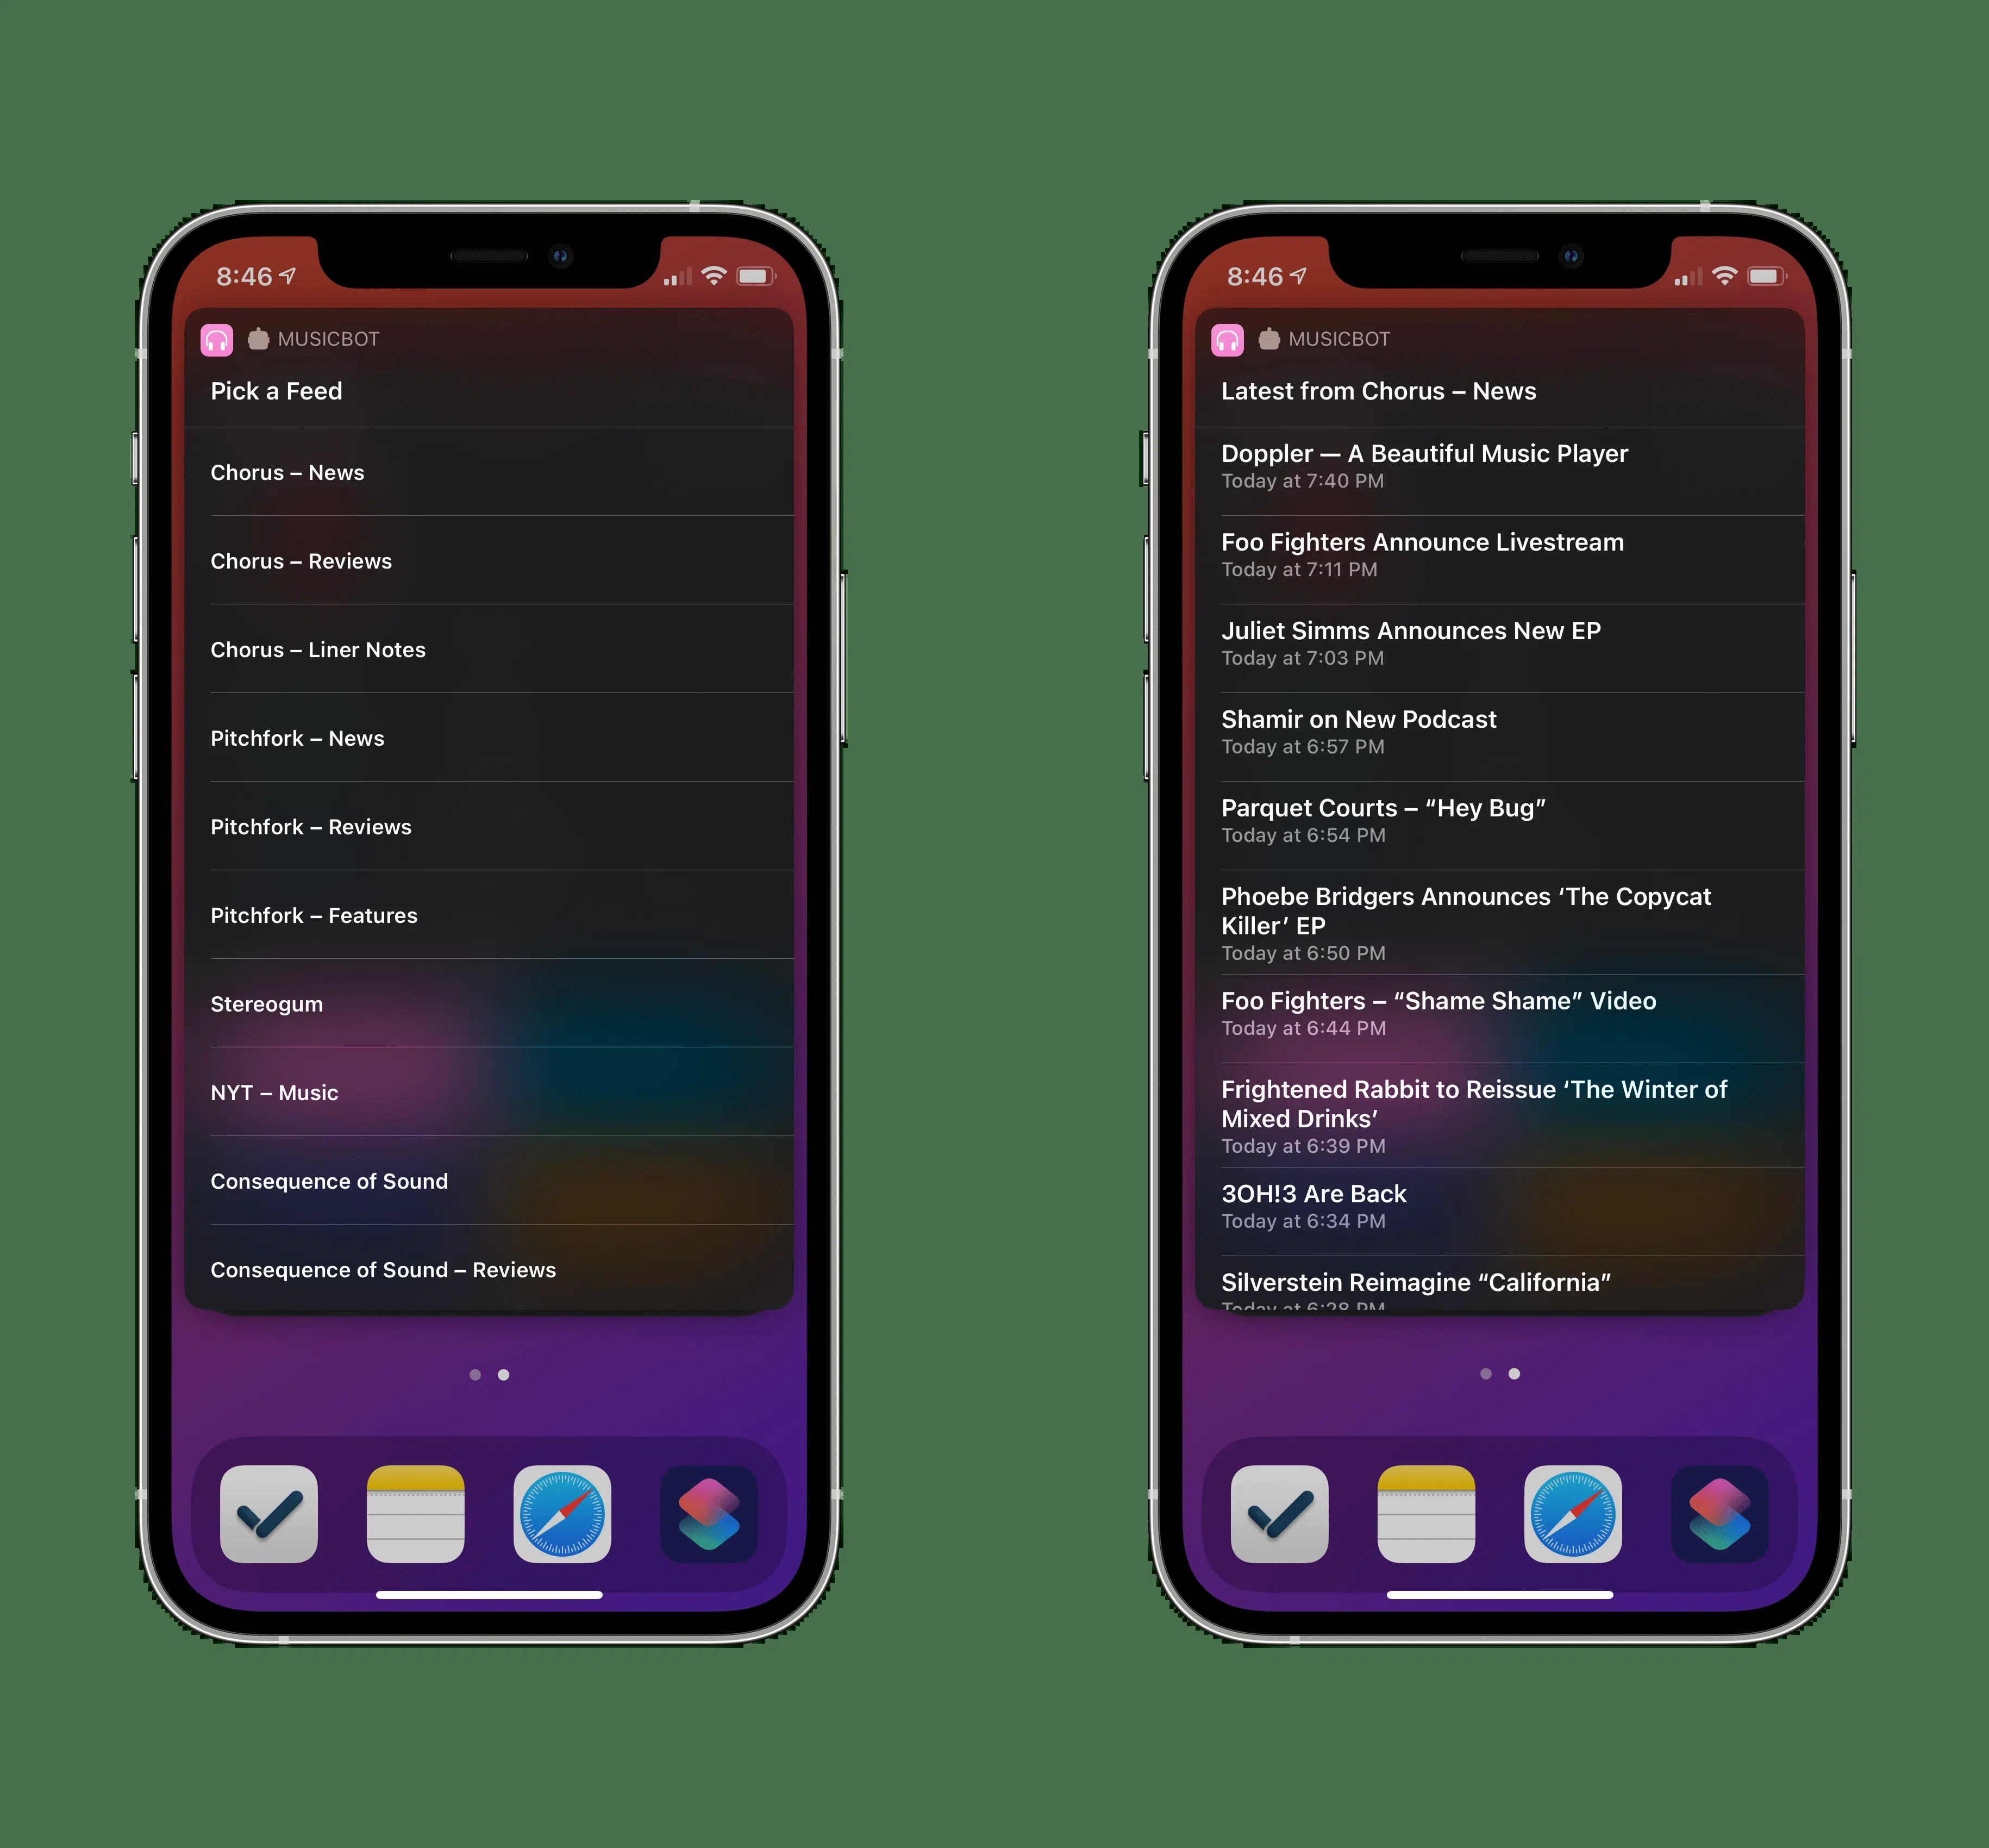 8:46
MUSICBOT
Pick a Feed
Chorus – News
Chorus – Reviews
Chorus – Liner Notes
Pitchfork – News
Pitchfork – Reviews
Pitchfork – Features
Stereogum
NYT – Music
Consequence of Sound
Consequence of Sound – Reviews
8:46
MUSICBOT
Latest from Chorus – News
Doppler — A Beautiful Music Player
Today at 7:40 PM
Foo Fighters Announce Livestream
Today at 7:11 PM
Juliet Simms Announces New EP
Today at 7:03 PM
Shamir on New Podcast
Today at 6:57 PM
Parquet Courts – “Hey Bug”
Today at 6:54 PM
Phoebe Bridgers Announces ‘The Copycat
Killer’ EP
Today at 6:50 PM
Foo Fighters – “Shame Shame” Video
Today at 6:44 PM
Frightened Rabbit to Reissue ‘The Winter of
Mixed Drinks’
Today at 6:39 PM
3OH!3 Are Back
Today at 6:34 PM
Silverstein Reimagine “California”
Today at 6:28 PM